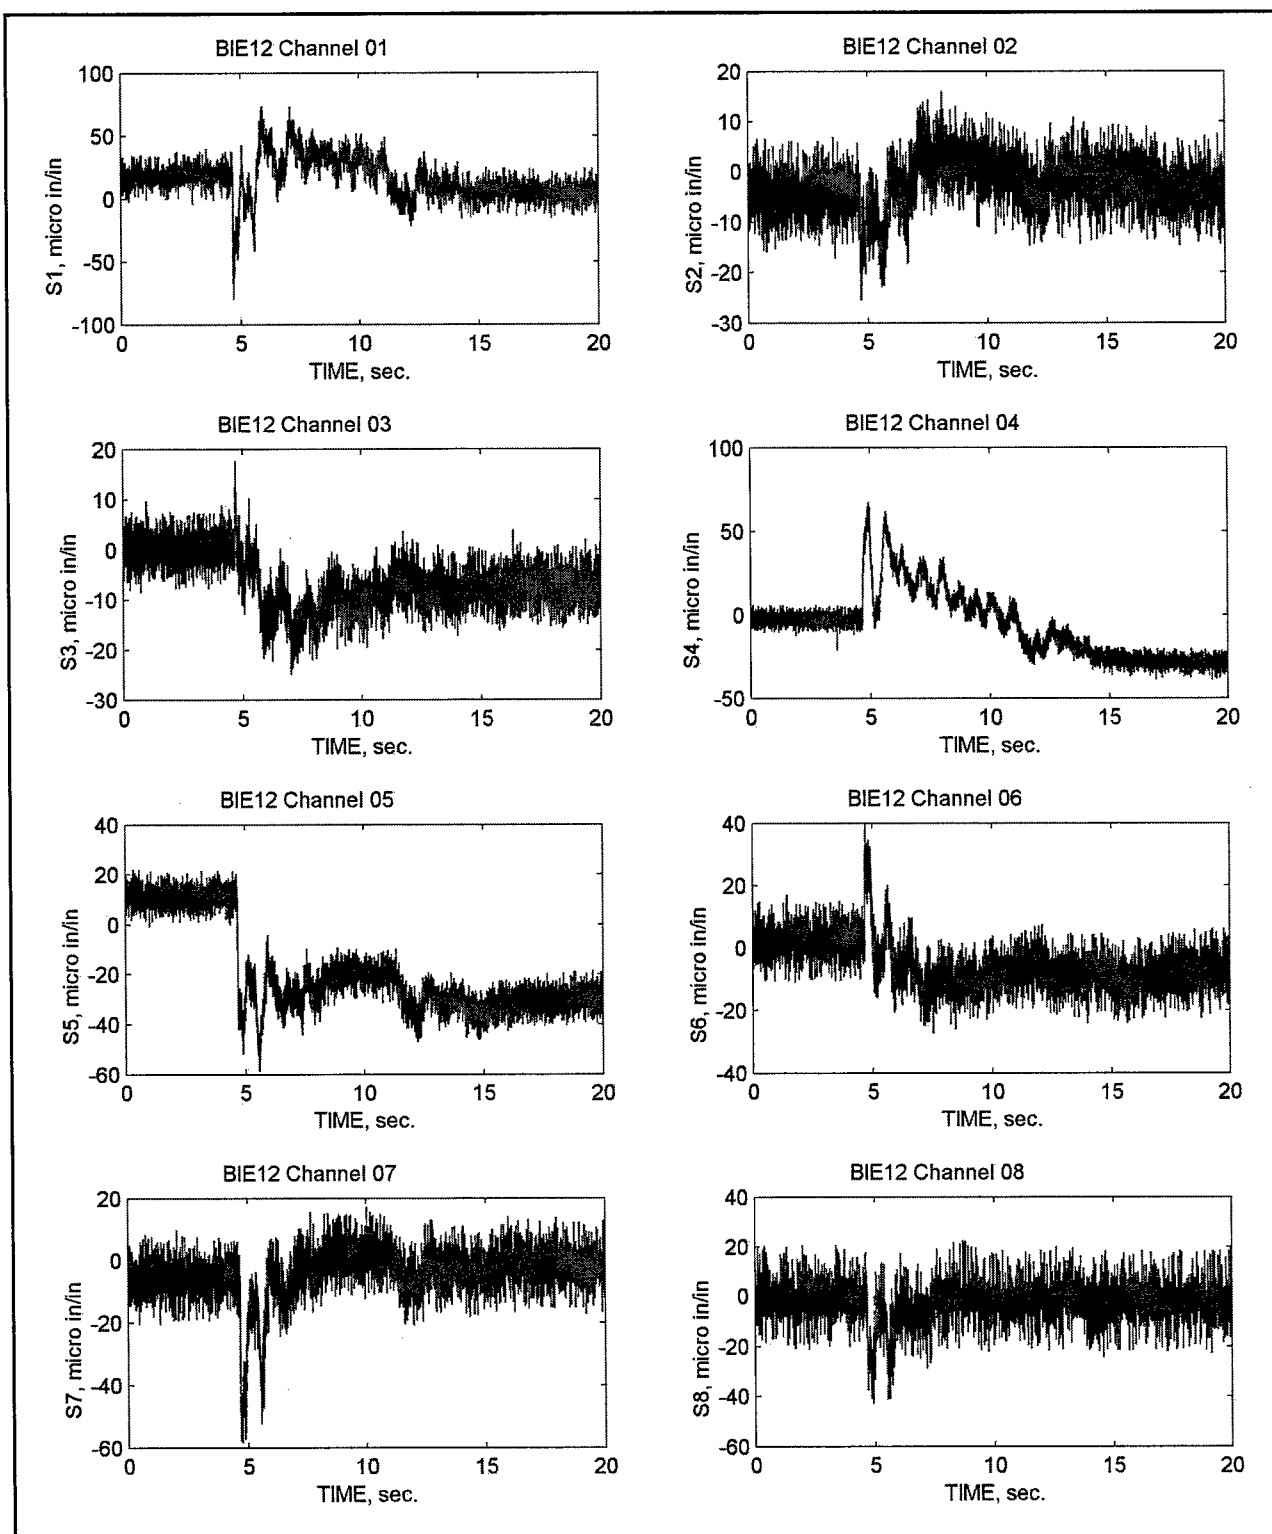 BIE12 Channel 01
100
50
0
-50
-100
S1, micro in/in
0 5 10 15 20
TIME, sec.
BIE12 Channel 02
20
10
0
-10
-20
-30
S2, micro in/in
0 5 10 15 20
TIME, sec.
BIE12 Channel 03
20
10
0
-10
-20
-30
S3, micro in/in
0 5 10 15 20
TIME, sec.
BIE12 Channel 04
100
50
0
-50
S4, micro in/in
0 5 10 15 20
TIME, sec.
BIE12 Channel 05
40
20
0
-20
-40
-60
S5, micro in/in
0 5 10 15 20
TIME, sec.
BIE12 Channel 06
40
20
0
-20
-40
S6, micro in/in
0 5 10 15 20
TIME, sec.
BIE12 Channel 07
20
0
-20
-40
-60
S7, micro in/in
0 5 10 15 20
TIME, sec.
BIE12 Channel 08
40
20
0
-20
-40
-60
S8, micro in/in
0 5 10 15 20
TIME, sec.